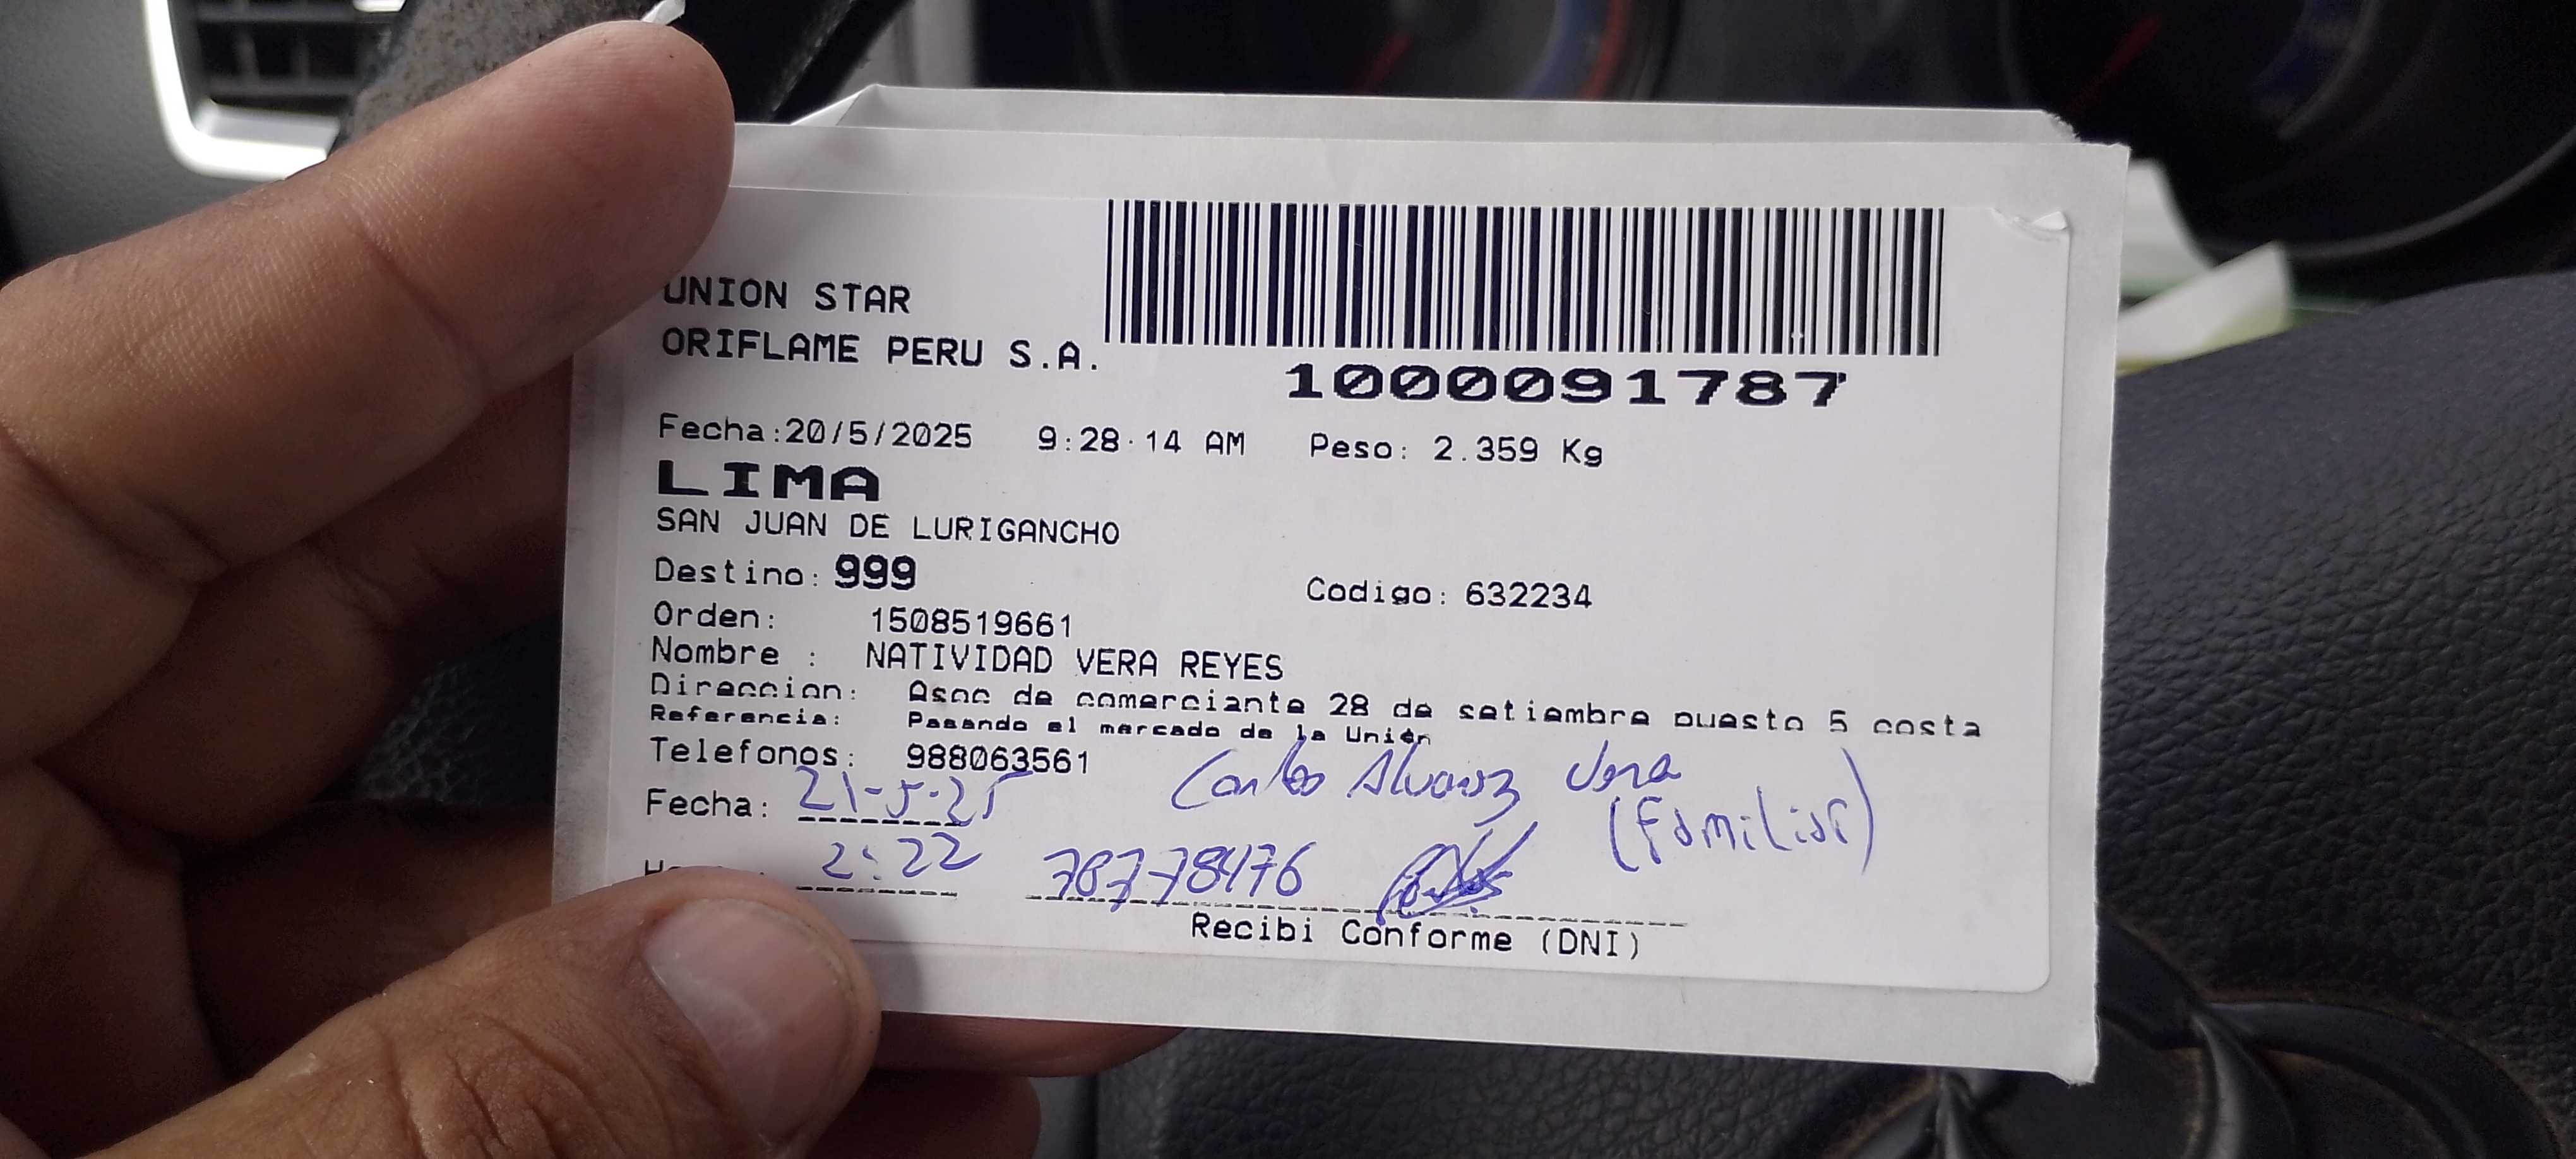 UNION STAR
ORIFLAME PERU S.A.
1000091787
Fecha:20/5/2025 9:28:14 AM Peso: 2.359 Kg
LIMA
SAN JUAN DE LURIGANCHO
Destino: 999 Codigo: 632234
Orden: 1508519661
Nombre : NATIVIDAD VERA REYES
Direccion: Asoc de comerciante 28 de setiembre puesto 5 costa
Referencia: Pasando el mercado de la Unión
Telefonos: 988063561
Carlos Alvarez Vera
Fecha: 21-5-25 (Familiar)
2:22
Recibi Conforme (DNI)